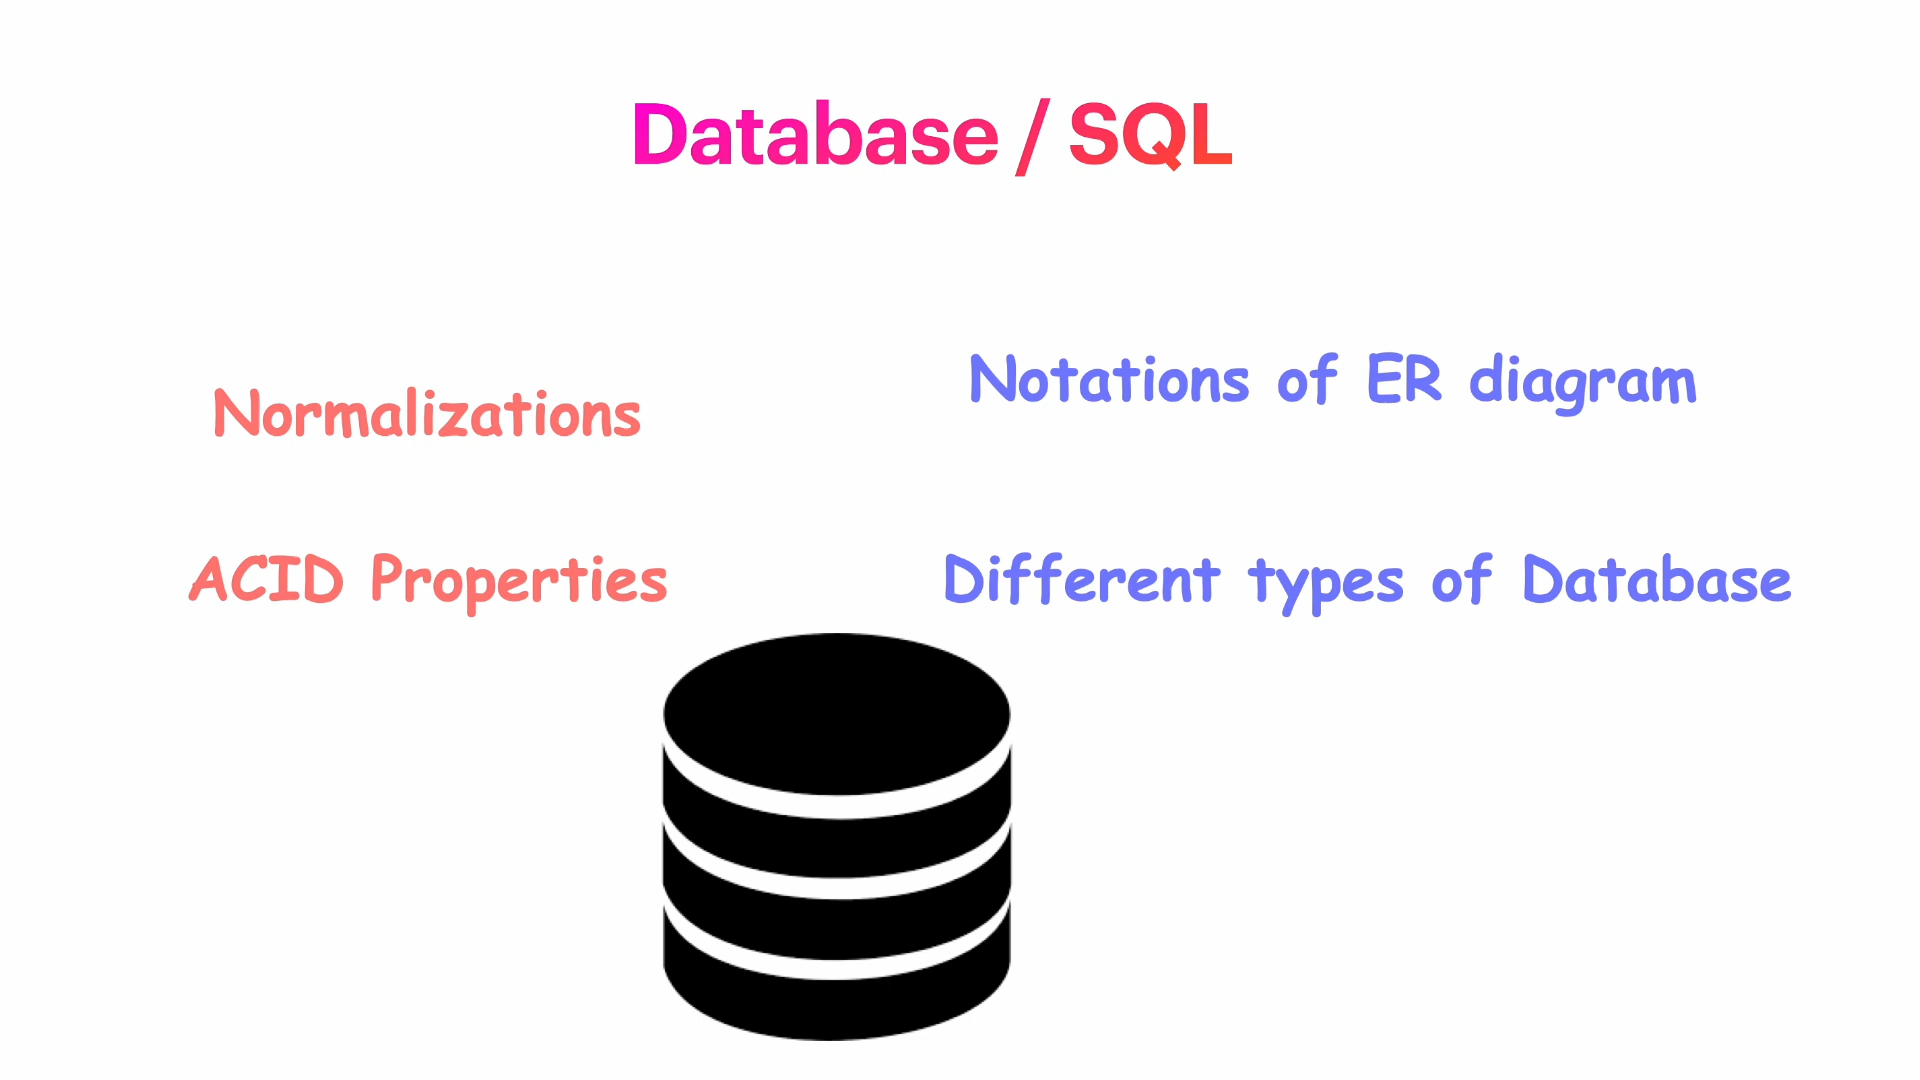 Database / SQL
Normalizations
Notations of ER diagram
ACID Properties
Different types of Database